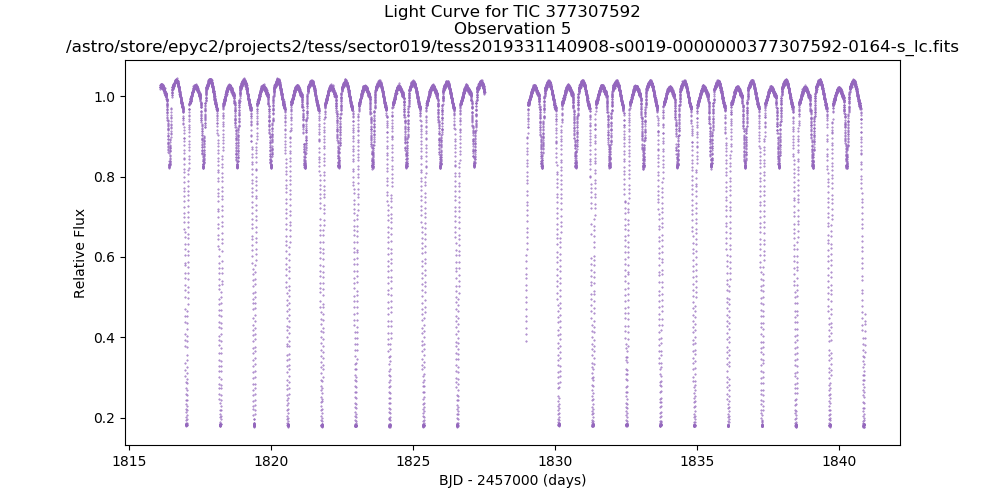 Light Curve for TIC 377307592
Observation 5
/astro/store/epyc2/projects2/tess/sector019/tess2019331140908-s0019-0000000377307592-0164-s_lc.fits
1.0
0.8
0.6
0.4
0.2
Relative Flux
1815
1820
1825
1830
1835
1840
BJD - 2457000 (days)